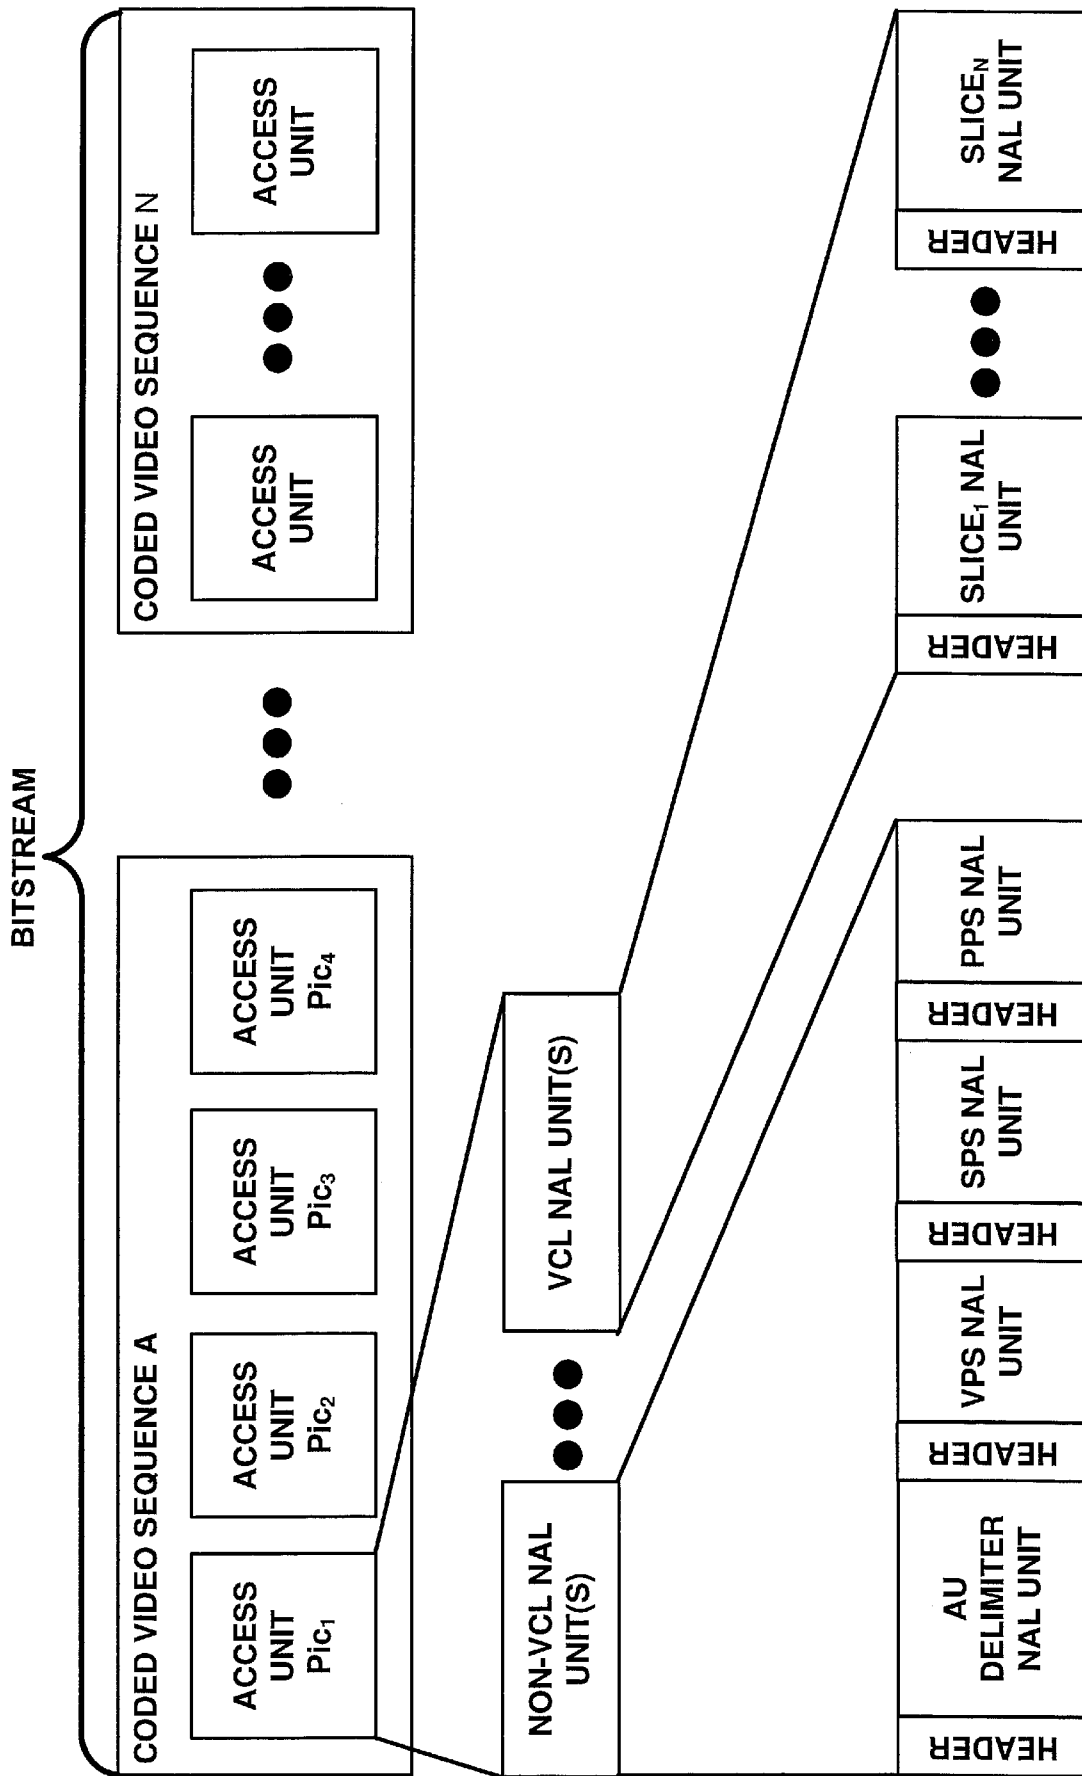 BITSTREAM
CODED VIDEO SEQUENCE A
ACCESS
UNIT
Pic₁
ACCESS
UNIT
Pic₂
ACCESS
UNIT
Pic₃
ACCESS
UNIT
Pic₄
CODED VIDEO SEQUENCE N
ACCESS
UNIT
ACCESS
UNIT
NON-VCL NAL
UNIT(S)
VCL NAL UNIT(S)
HEADER
AU
DELIMITER
NAL UNIT
HEADER
VPS NAL
UNIT
HEADER
SPS NAL
UNIT
HEADER
PPS NAL
UNIT
HEADER
SLICE₁ NAL
UNIT
HEADER
SLICE_N
NAL UNIT